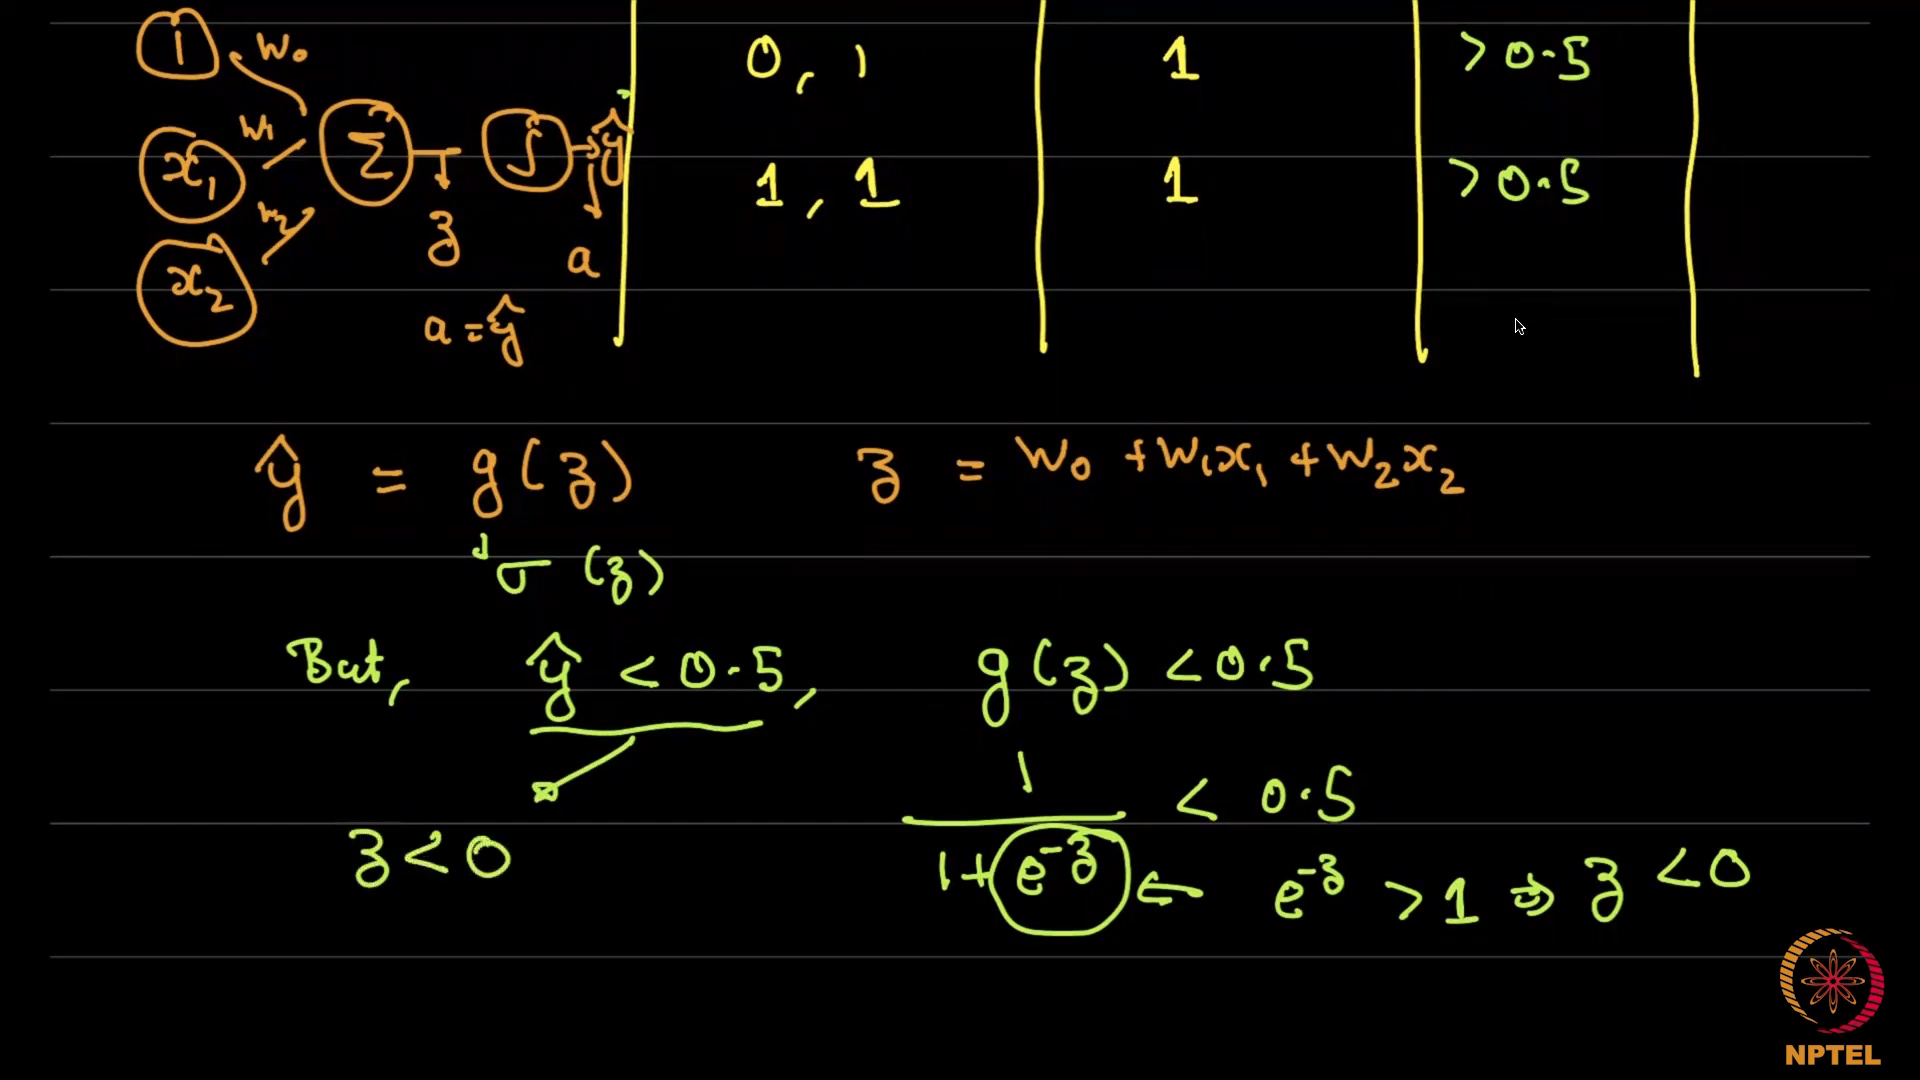 1 w₀ 0, 1 1 > 0.5
w₁
x₁ Σ ∫ → ŷ 1, 1 1 > 0.5
w₂ z a
x₂
a = ŷ
ŷ = g(z) z = w₀ + w₁x₁ + w₂x₂
↓ σ(z)
But, ŷ < 0.5, g(z) < 0.5
1 / (1 + e^{-z}) < 0.5
z < 0 ← e^{-z} > 1 ⇒ z < 0
NPTEL